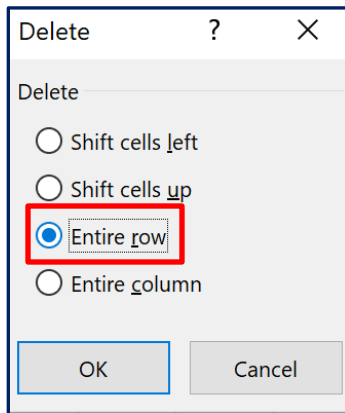 Delete ? ×
Delete
Shift cells left
Shift cells up
Entire row
Entire column
OK Cancel